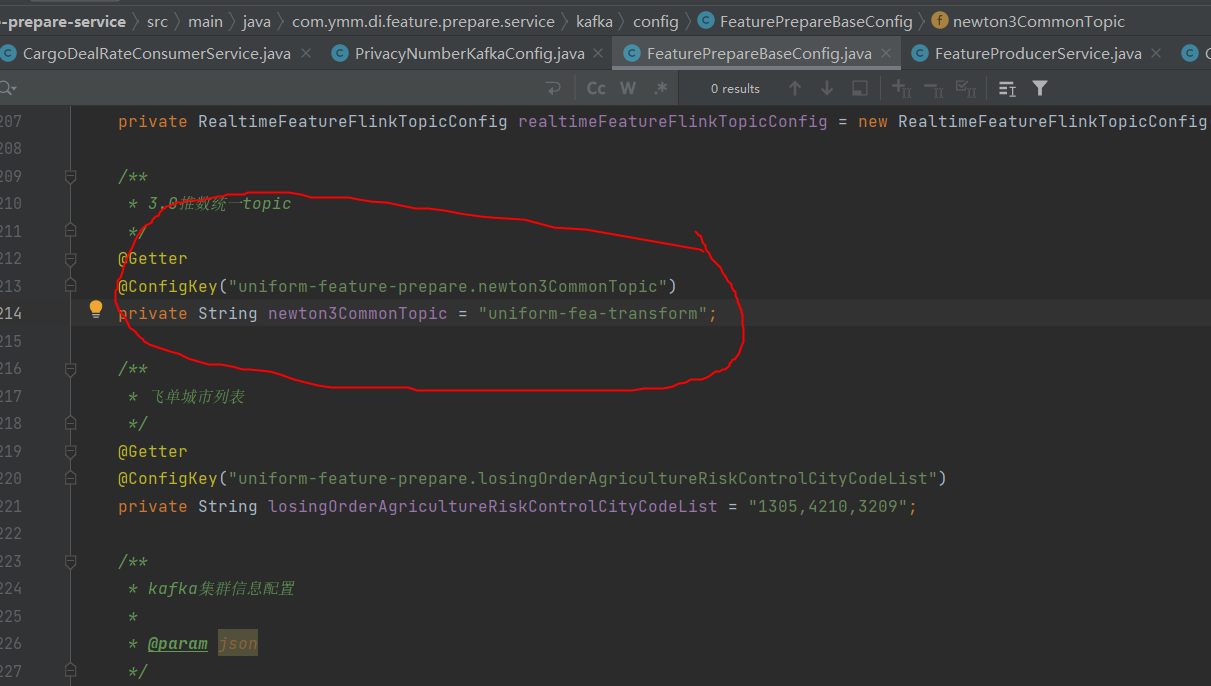 -prepare-service 〉 src 〉 main 〉 java 〉 com.ymm.di.feature.prepare.service 〉 kafka 〉 config 〉 C FeaturePrepareBaseConfig 〉 f newton3CommonTopic
C CargoDealRateConsumerService.java × C PrivacyNumberKafkaConfig.java × C FeaturePrepareBaseConfig.java × C FeatureProducerService.java × C
Cc W .* 0 results
207 private RealtimeFeatureFlinkTopicConfig realtimeFeatureFlinkTopicConfig = new RealtimeFeatureFlinkTopicConfig
208
209 /**
210 * 3.0推数统一topic
211 */
212 @Getter
213 @ConfigKey("uniform-feature-prepare.newton3CommonTopic")
214 private String newton3CommonTopic = "uniform-fea-transform";
215
216 /**
217 * 飞单城市列表
218 */
219 @Getter
220 @ConfigKey("uniform-feature-prepare.losingOrderAgricultureRiskControlCityCodeList")
221 private String losingOrderAgricultureRiskControlCityCodeList = "1305,4210,3209";
222
223 /**
224 * kafka集群信息配置
225 *
226 * @param json
227 */